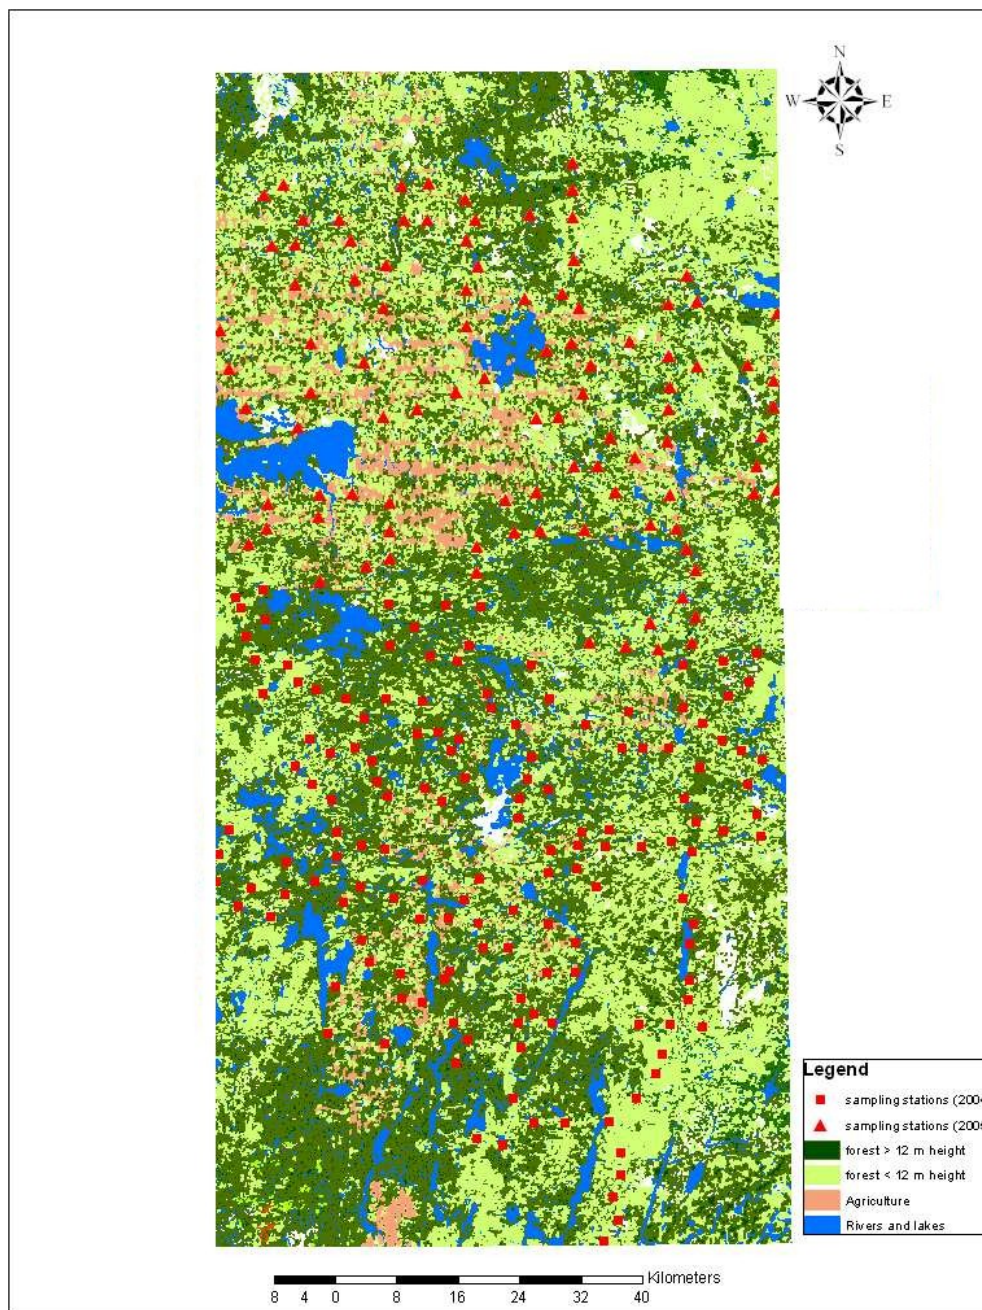 N
W E
S
Legend
sampling stations (2004
sampling stations (200
forest > 12 m height
forest < 12 m height
Agriculture
Rivers and lakes
Kilometers
8 4 0 8 16 24 32 40